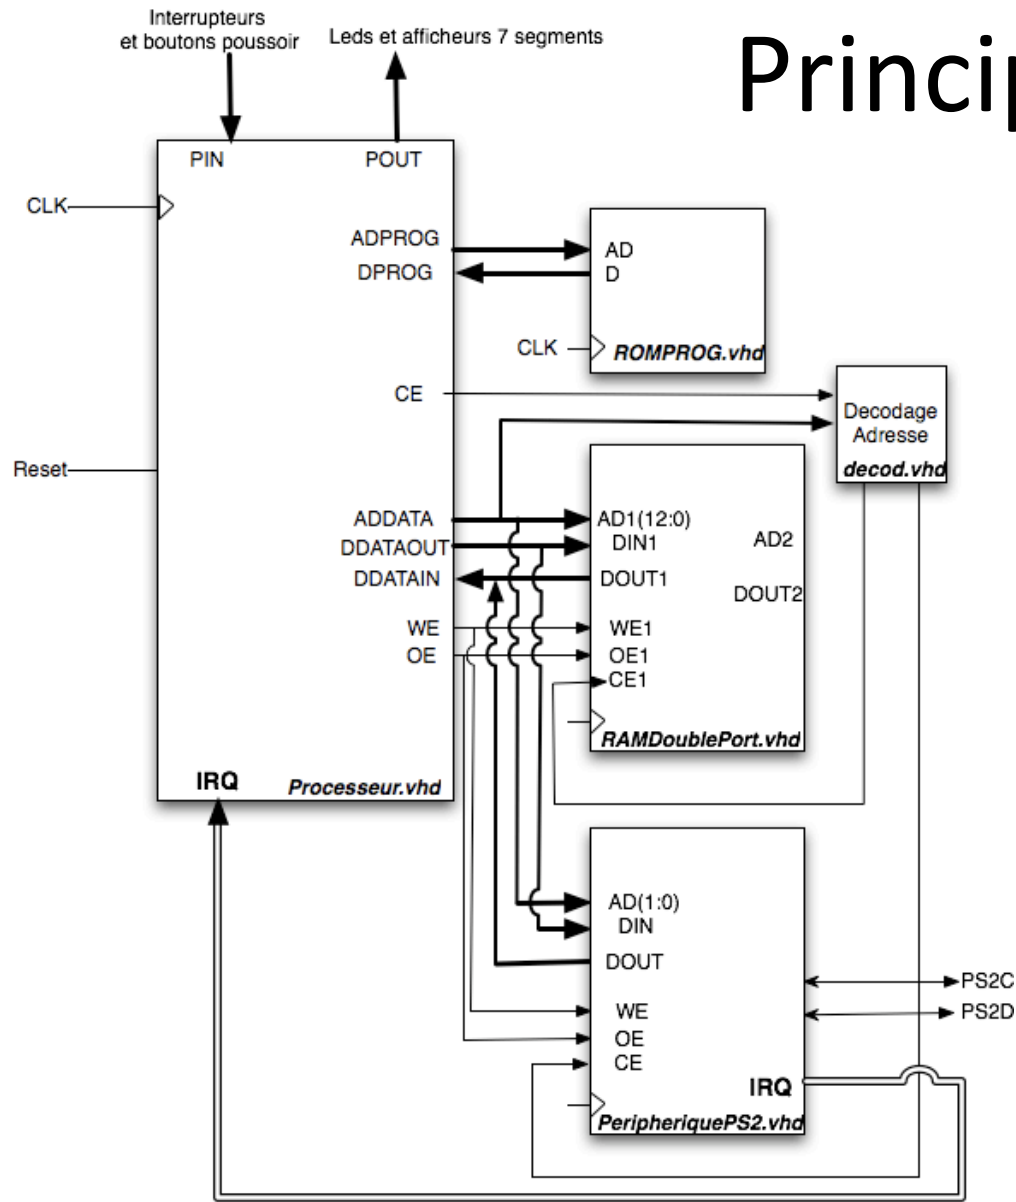 Interrupteurs
et boutons poussoir
Leds et afficheurs 7 segments
Princip
PIN
POUT
CLK
ADPROG
DPROG
AD
D
CLK
ROMPROG.vhd
CE
Decodage
Adresse
decod.vhd
Reset
ADDATA
DDATAOUT
DDATAIN
WE
OE
AD1(12:0)
DIN1
DOUT1
WE1
OE1
CE1
AD2
DOUT2
RAMDoublePort.vhd
IRQ
Processeur.vhd
AD(1:0)
DIN
DOUT
WE
OE
CE
IRQ
PeripheriquePS2.vhd
PS2C
PS2D